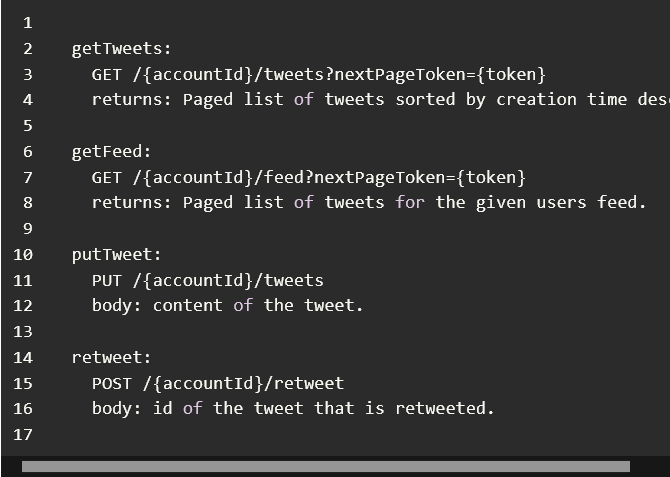 1
2 getTweets:
3 GET /{accountId}/tweets?nextPageToken={token}
4 returns: Paged list of tweets sorted by creation time des
5
6 getFeed:
7 GET /{accountId}/feed?nextPageToken={token}
8 returns: Paged list of tweets for the given users feed.
9
10 putTweet:
11 PUT /{accountId}/tweets
12 body: content of the tweet.
13
14 retweet:
15 POST /{accountId}/retweet
16 body: id of the tweet that is retweeted.
17